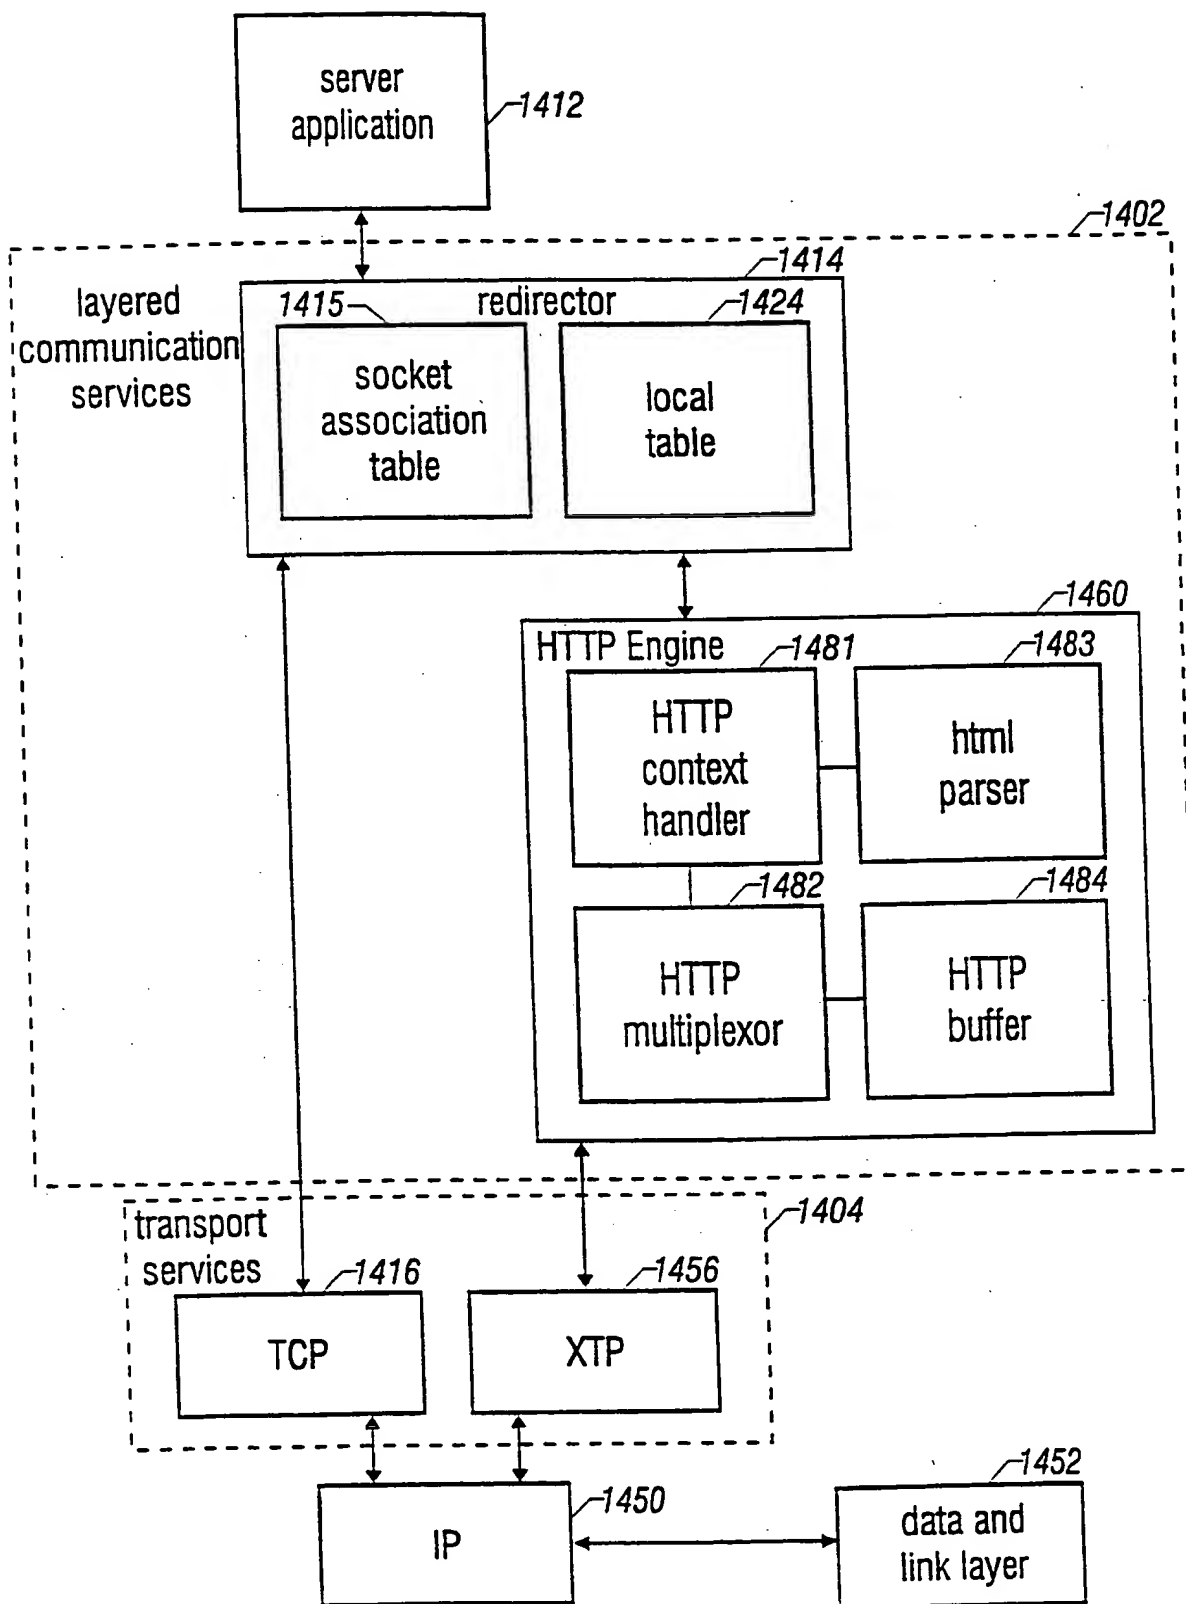 server
application
1412
1402
layered
communication
services
1414
1415
redirector
1424
socket
association
table
local
table
1460
HTTP Engine
1481
1483
HTTP
context
handler
html
parser
1482
1484
HTTP
multiplexor
HTTP
buffer
transport
services
1404
1416
1456
TCP
XTP
1450
1452
IP
data and
link layer